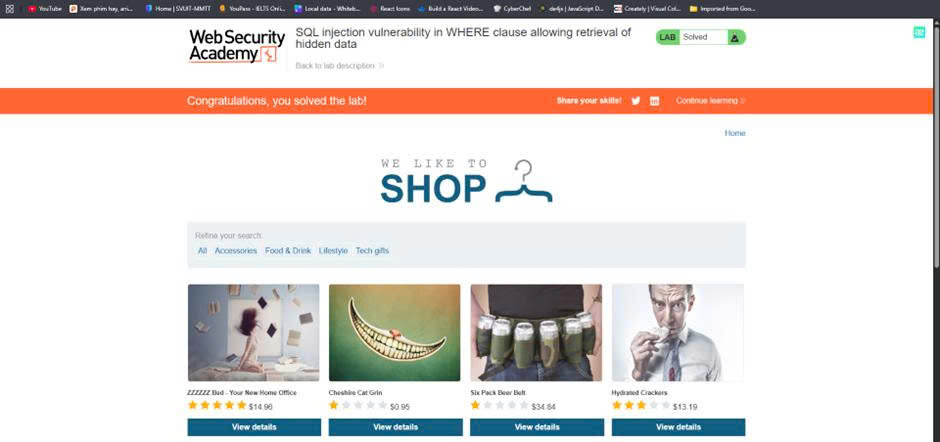 YouTube Xem phim hay, ani... Home | SVUIT-MMTT YouPass - IELTS Onli... Local data - Whiteb... React Icons Build a React Video... CyberChef de4js | JavaScript D... Creately | Visual Col... Imported from Goo...
Web Security
Academy
SQL injection vulnerability in WHERE clause allowing retrieval of
hidden data
Back to lab description
LAB Solved
Congratulations, you solved the lab!
Share your skills!
Continue learning
Home
WE LIKE TO
SHOP
Refine your search:
All Accessories Food & Drink Lifestyle Tech gifts
ZZZZZZ Bed - Your New Home Office Cheshire Cat Grin Six Pack Beer Belt Hydrated Crackers
$14.96 $0.95 $34.84 $13.19
View details View details View details View details